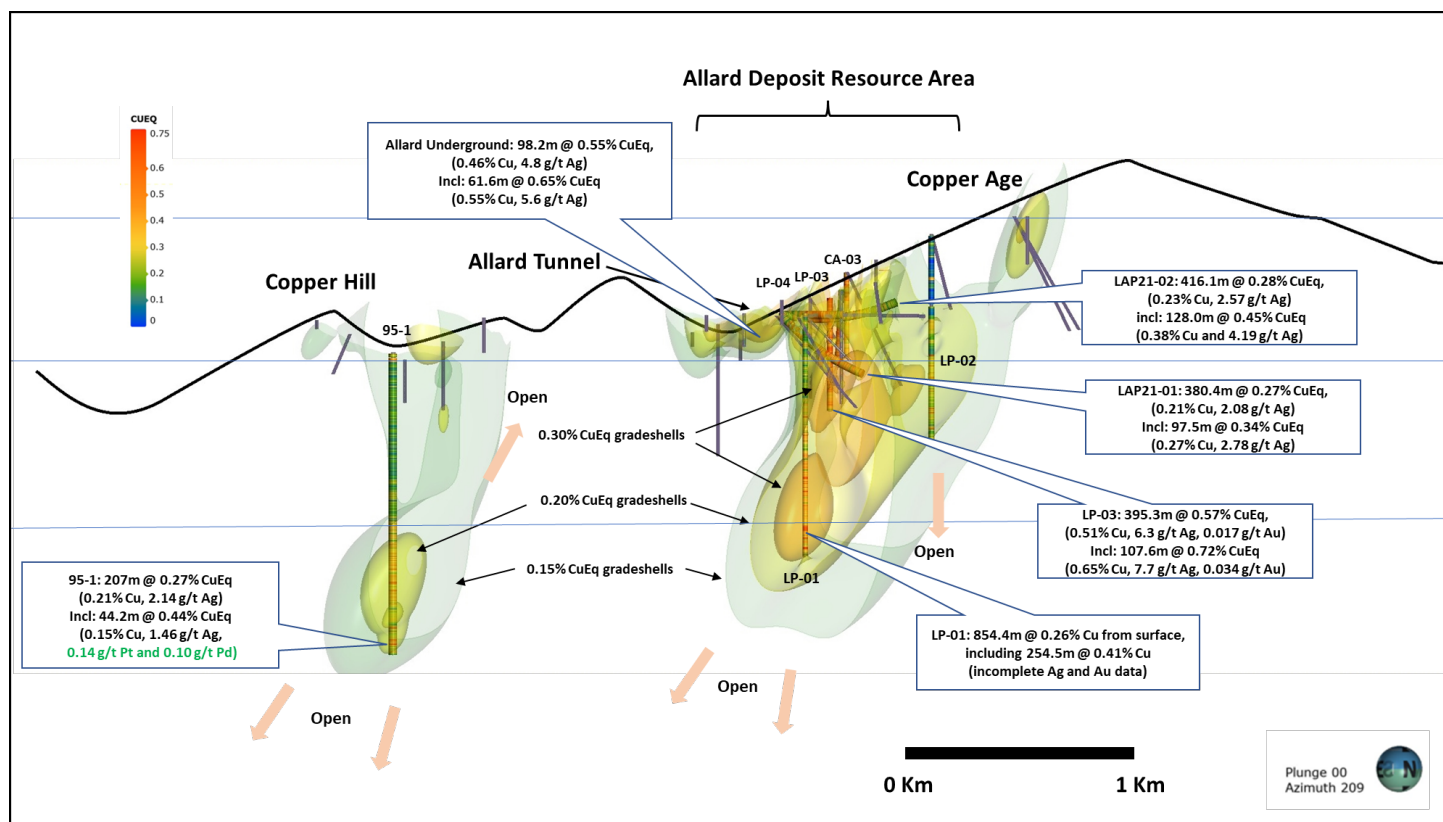 Allard Deposit Resource Area
CUEQ
0.75
0.6
0.5
0.4
0.3
0.2
0.1
0
Allard Underground: 98.2m @ 0.55% CuEq,
(0.46% Cu, 4.8 g/t Ag)
Incl: 61.6m @ 0.65% CuEq
(0.55% Cu, 5.6 g/t Ag)
Copper Age
Copper Hill
Allard Tunnel
95-1
LP-04
LP-03
CA-03
LP-02
LAP21-02: 416.1m @ 0.28% CuEq,
(0.23% Cu, 2.57 g/t Ag)
incl: 128.0m @ 0.45% CuEq
(0.38% Cu and 4.19 g/t Ag)
LAP21-01: 380.4m @ 0.27% CuEq,
(0.21% Cu, 2.08 g/t Ag)
Incl: 97.5m @ 0.34% CuEq
(0.27% Cu, 2.78 g/t Ag)
Open
0.30% CuEq gradeshells
0.20% CuEq gradeshells
0.15% CuEq gradeshells
LP-01
Open
LP-03: 395.3m @ 0.57% CuEq,
(0.51% Cu, 6.3 g/t Ag, 0.017 g/t Au)
Incl: 107.6m @ 0.72% CuEq
(0.65% Cu, 7.7 g/t Ag, 0.034 g/t Au)
95-1: 207m @ 0.27% CuEq
(0.21% Cu, 2.14 g/t Ag)
Incl: 44.2m @ 0.44% CuEq
(0.15% Cu, 1.46 g/t Ag,
0.14 g/t Pt and 0.10 g/t Pd)
LP-01: 854.4m @ 0.26% Cu from surface,
including 254.5m @ 0.41% Cu
(incomplete Ag and Au data)
Open
Open
0 Km
1 Km
Plunge 00
Azimuth 209
N